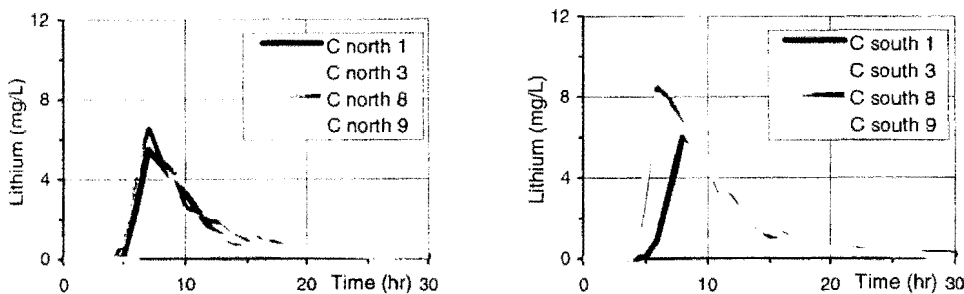 12
8
4
0
Lithium (mg/L)
C north 1
C north 3
C north 8
C north 9
0 10 20 Time (hr) 30
12
8
4
0
Lithium (mg/L)
C south 1
C south 3
C south 8
C south 9
0 10 20 Time (hr) 30